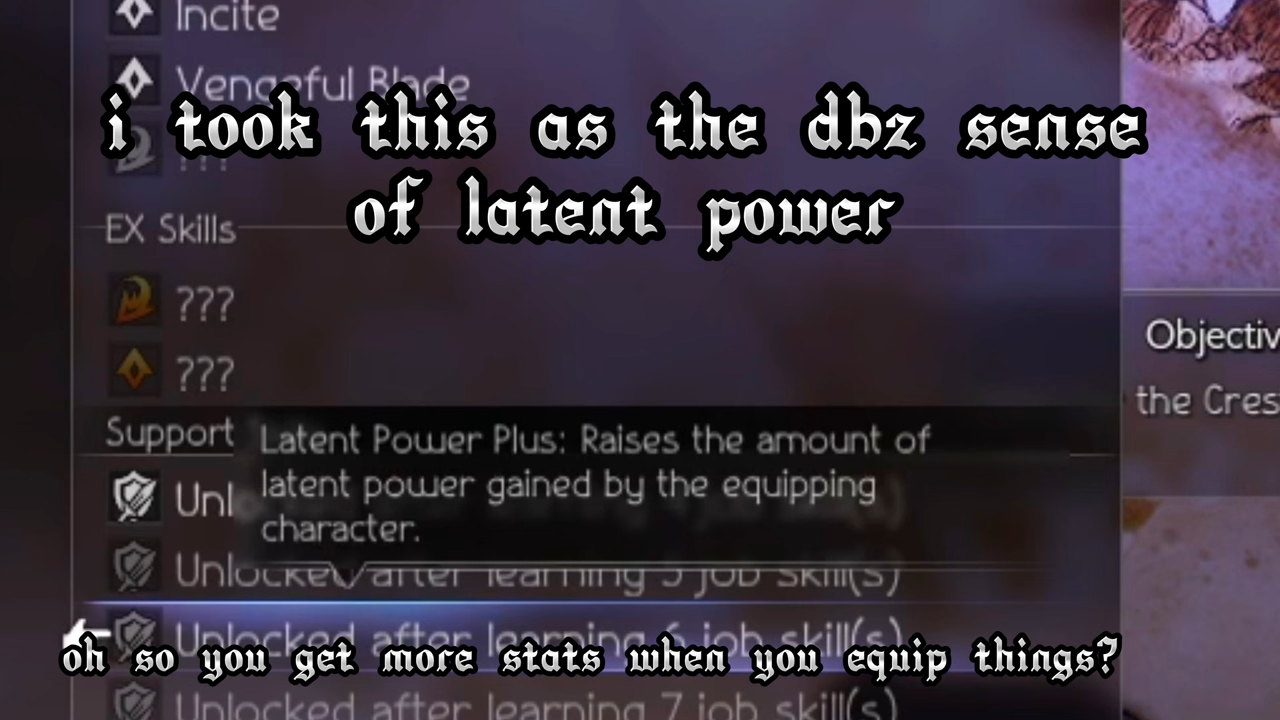 Incite
Vengeful Blade
i took this as the dbz sense
of latent power
???
EX Skills
???
???
Objectiv
the Cres
Support
Latent Power Plus: Raises the amount of
latent power gained by the equipping
character.
Unl
Unlocked after learning 5 job skill(s)
Unlocked after learning 6 job skill(s)
oh so you get more stats when you equip things?
Unlocked after learning 7 job skill(s)